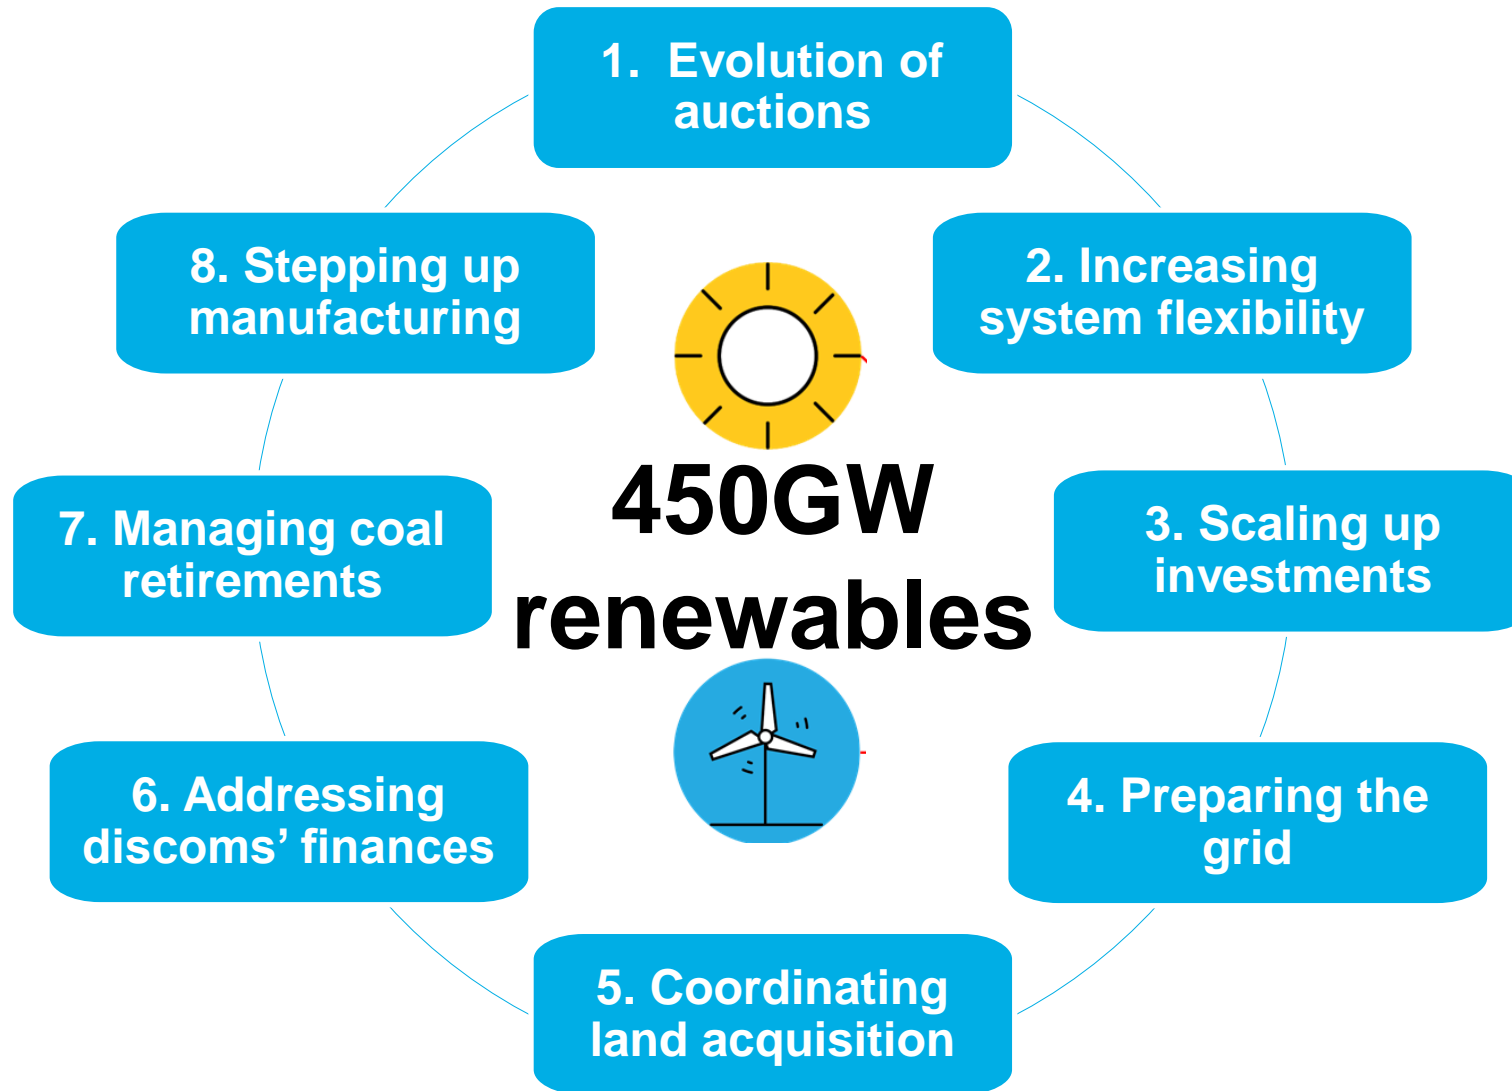 1. Evolution of
auctions
2. Increasing
system flexibility
3. Scaling up
investments
4. Preparing the
grid
5. Coordinating
land acquisition
6. Addressing
discoms’ finances
7. Managing coal
retirements
8. Stepping up
manufacturing
450GW
renewables